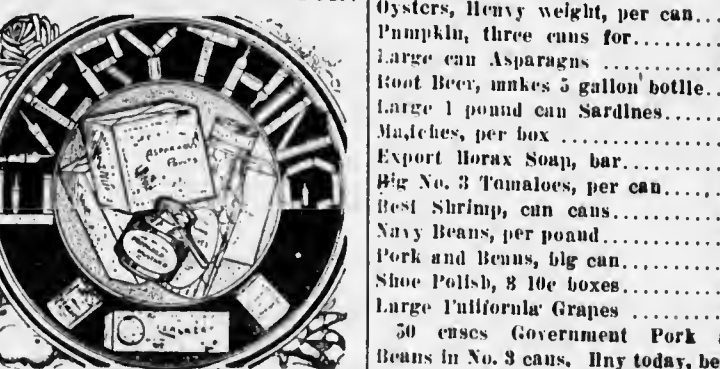 EVERYTHING
Oysters, Heavy weight, per can...
Pumpkin, three cans for........
Large can Asparagus ............
Root Beer, makes 5 gallon botlle..
Large 1 pound can Sardines.....
Matches, per box ................
Export Borax Soap, bar.........
Big No. 3 Tomatoes, per can......
Best Shrimp, can cans...........
Navy Beans, per pound...........
Pork and Beans, big can.........
Shoe Polish, 3 10c boxes.........
Large California Grapes ........
50 cases Government Pork
Beans in No. 3 cans. Buy today, be